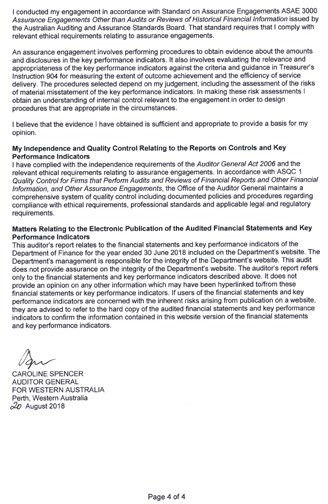 I conducted my engagement in accordance with Standard on Assurance Engagements ASAE 3000
Assurance Engagements Other than Audits or Reviews of Historical Financial Information issued
by the Australian Auditing and Assurance Standards Board. That standard requires that I comply with
relevant ethical requirements relating to assurance engagements.
An assurance engagement involves performing procedures to obtain evidence about the amounts
and disclosures in the key performance indicators. It also involves evaluating the relevance and
appropriateness of the key performance indicators against the criteria and guidance in Treasurer's
Instruction 904 for measuring the extent of outcome achievement and the efficiency of service
delivery. The procedures selected depend on my judgement, including the assessment of the risks
of material misstatement of the key performance indicators. In making these risk assessments I
obtain an understanding of internal control relevant to the engagement in order to design
procedures that are appropriate in the circumstances.
I believe that the evidence I have obtained is sufficient and appropriate to provide a basis for my
opinion.
My Independence and Quality Control Relating to the Reports on Controls and Key
Performance Indicators
I have complied with the independence requirements of the Auditor General Act 2006 and the
relevant ethical requirements relating to assurance engagements. In accordance with ASQC 1
Quality Control for Firms that Perform Audits and Reviews of Financial Reports and Other Financial
Information, and Other Assurance Engagements, the Office of the Auditor General maintains a
comprehensive system of quality control including documented policies and procedures regarding
compliance with ethical requirements, professional standards and applicable legal and regulatory
requirements.
Matters Relating to the Electronic Publication of the Audited Financial Statements and Key
Performance Indicators
This auditor's report relates to the financial statements and key performance indicators of the
Department of Finance for the year ended 30 June 2018 included on the Department's website. The
Department's management is responsible for the integrity of the Department's website. This audit
does not provide assurance on the integrity of the Department's website. The auditor's report refers
only to the financial statements and key performance indicators described above. It does not
provide an opinion on any other information which may have been hyperlinked to/from these
financial statements or key performance indicators. If users of the financial statements and key
performance indicators are concerned with the inherent risks arising from publication on a website,
they are advised to refer to the hard copy of the audited financial statements and key performance
indicators to confirm the information contained in this website version of the financial statements
and key performance indicators.
CAROLINE SPENCER
AUDITOR GENERAL
FOR WESTERN AUSTRALIA
Perth, Western Australia
20 August 2018
Page 4 of 4